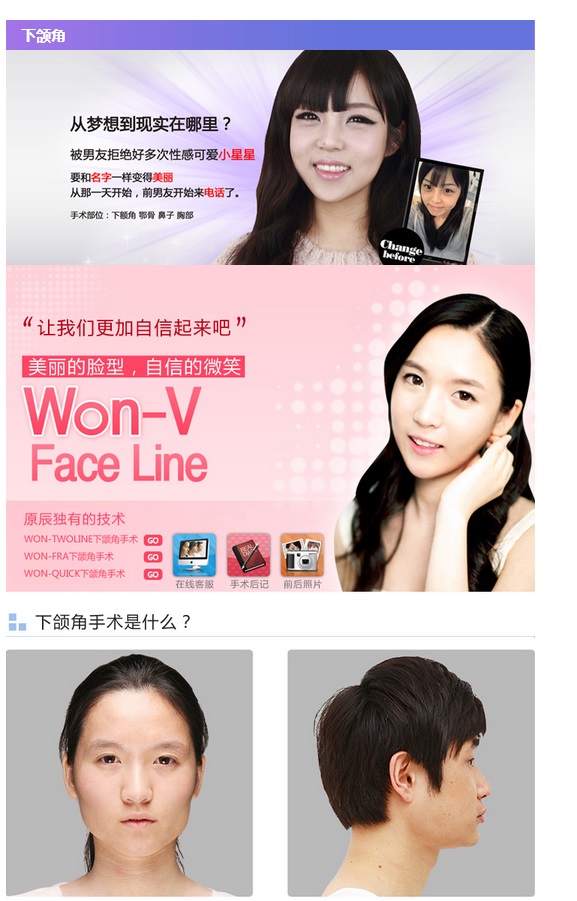 下颌角
从梦想到现实在哪里？
被男友拒绝好多次性感可爱小星星
要和名字一样变得美丽
从那一天开始，前男友开始来电话了。
手术部位：下颌角 鄂骨 鼻子 胸部
Change
before
“让我们更加自信起来吧”
美丽的脸型，自信的微笑
Won-V
Face Line
原辰独有的技术
WON-TWOLINE下颌角手术 GO
WON-FRA下颌角手术 GO
WON-QUICK下颌角手术 GO
在线客服 手术后记 前后照片
下颌角手术是什么？